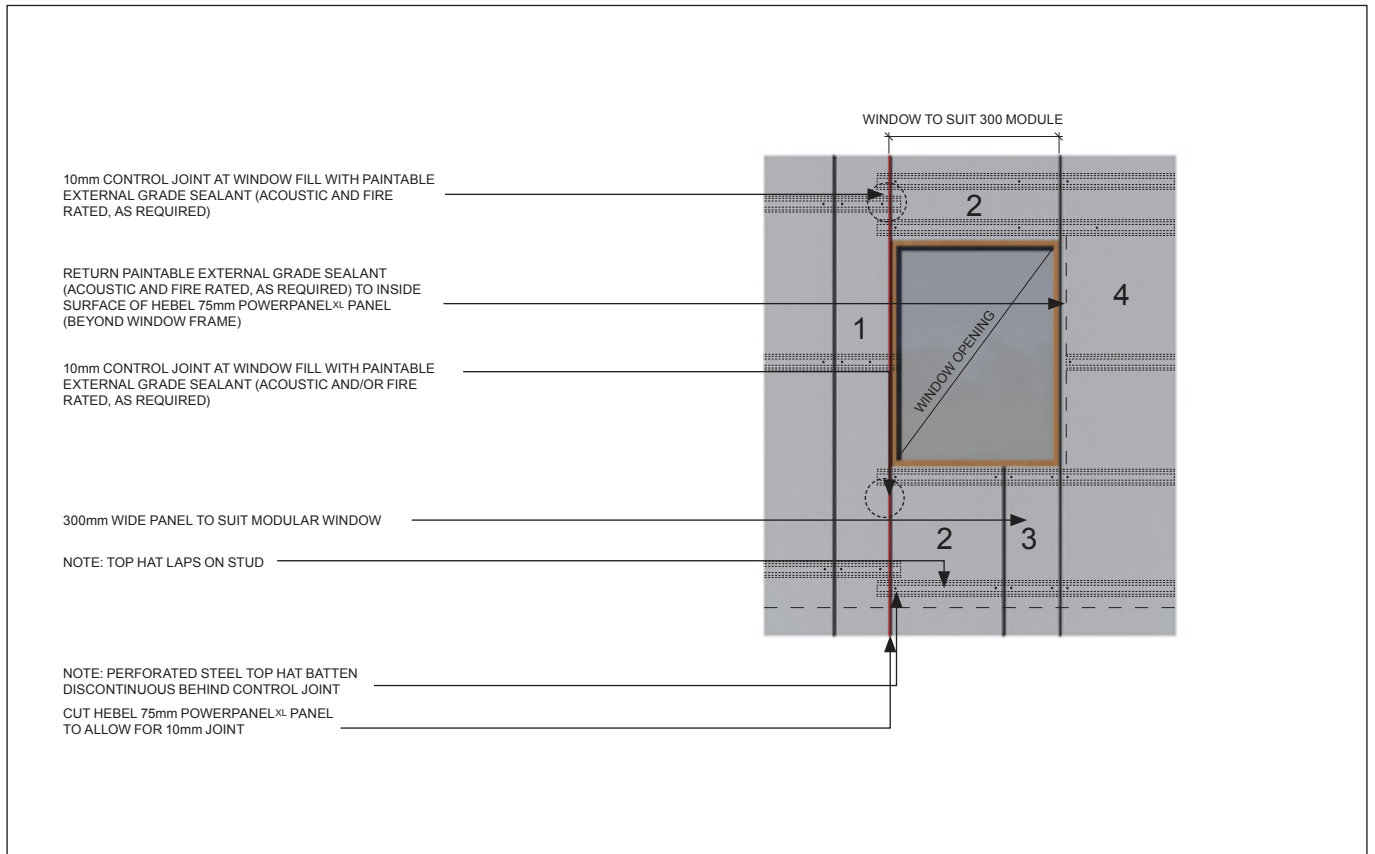 WINDOW TO SUIT 300 MODULE
10mm CONTROL JOINT AT WINDOW FILL WITH PAINTABLE
EXTERNAL GRADE SEALANT (ACOUSTIC AND FIRE
RATED, AS REQUIRED)
2
RETURN PAINTABLE EXTERNAL GRADE SEALANT
(ACOUSTIC AND FIRE RATED, AS REQUIRED) TO INSIDE
SURFACE OF HEBEL 75mm POWERPANELXL PANEL
(BEYOND WINDOW FRAME)
4
1
WINDOW OPENING
10mm CONTROL JOINT AT WINDOW FILL WITH PAINTABLE
EXTERNAL GRADE SEALANT (ACOUSTIC AND/OR FIRE
RATED, AS REQUIRED)
300mm WIDE PANEL TO SUIT MODULAR WINDOW
2
3
NOTE: TOP HAT LAPS ON STUD
NOTE: PERFORATED STEEL TOP HAT BATTEN
DISCONTINUOUS BEHIND CONTROL JOINT
CUT HEBEL 75mm POWERPANELXL PANEL
TO ALLOW FOR 10mm JOINT